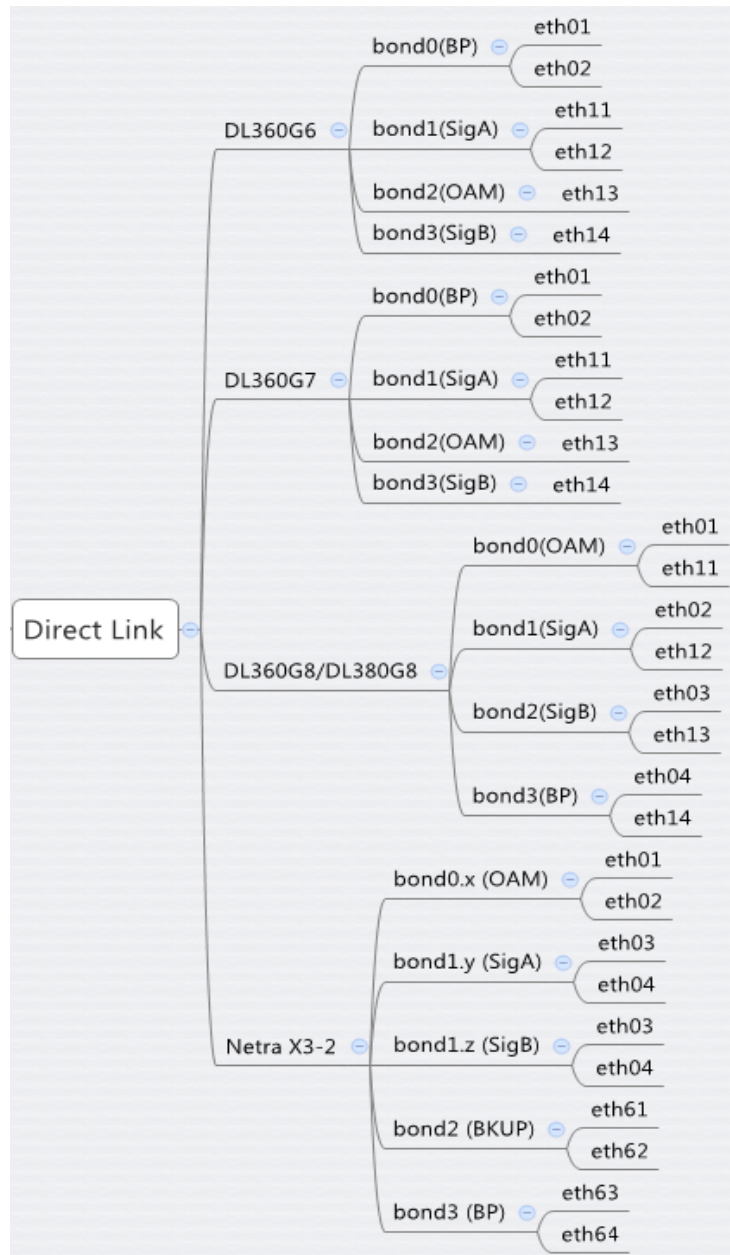 Direct Link
DL360G6
bond0(BP)
eth01
eth02
bond1(SigA)
eth11
eth12
bond2(OAM)
eth13
bond3(SigB)
eth14
DL360G7
bond0(BP)
eth01
eth02
bond1(SigA)
eth11
eth12
bond2(OAM)
eth13
bond3(SigB)
eth14
DL360G8/DL380G8
bond0(OAM)
eth01
eth11
bond1(SigA)
eth02
eth12
bond2(SigB)
eth03
eth13
bond3(BP)
eth04
eth14
Netra X3-2
bond0.x (OAM)
eth01
eth02
bond1.y (SigA)
eth03
eth04
bond1.z (SigB)
eth03
eth04
bond2 (BKUP)
eth61
eth62
bond3 (BP)
eth63
eth64